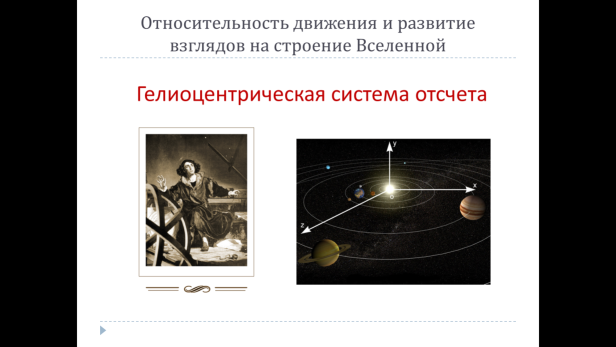 Относительность движения и развитие
взглядов на строение Вселенной
Гелиоцентрическая система отсчета
y
x
z